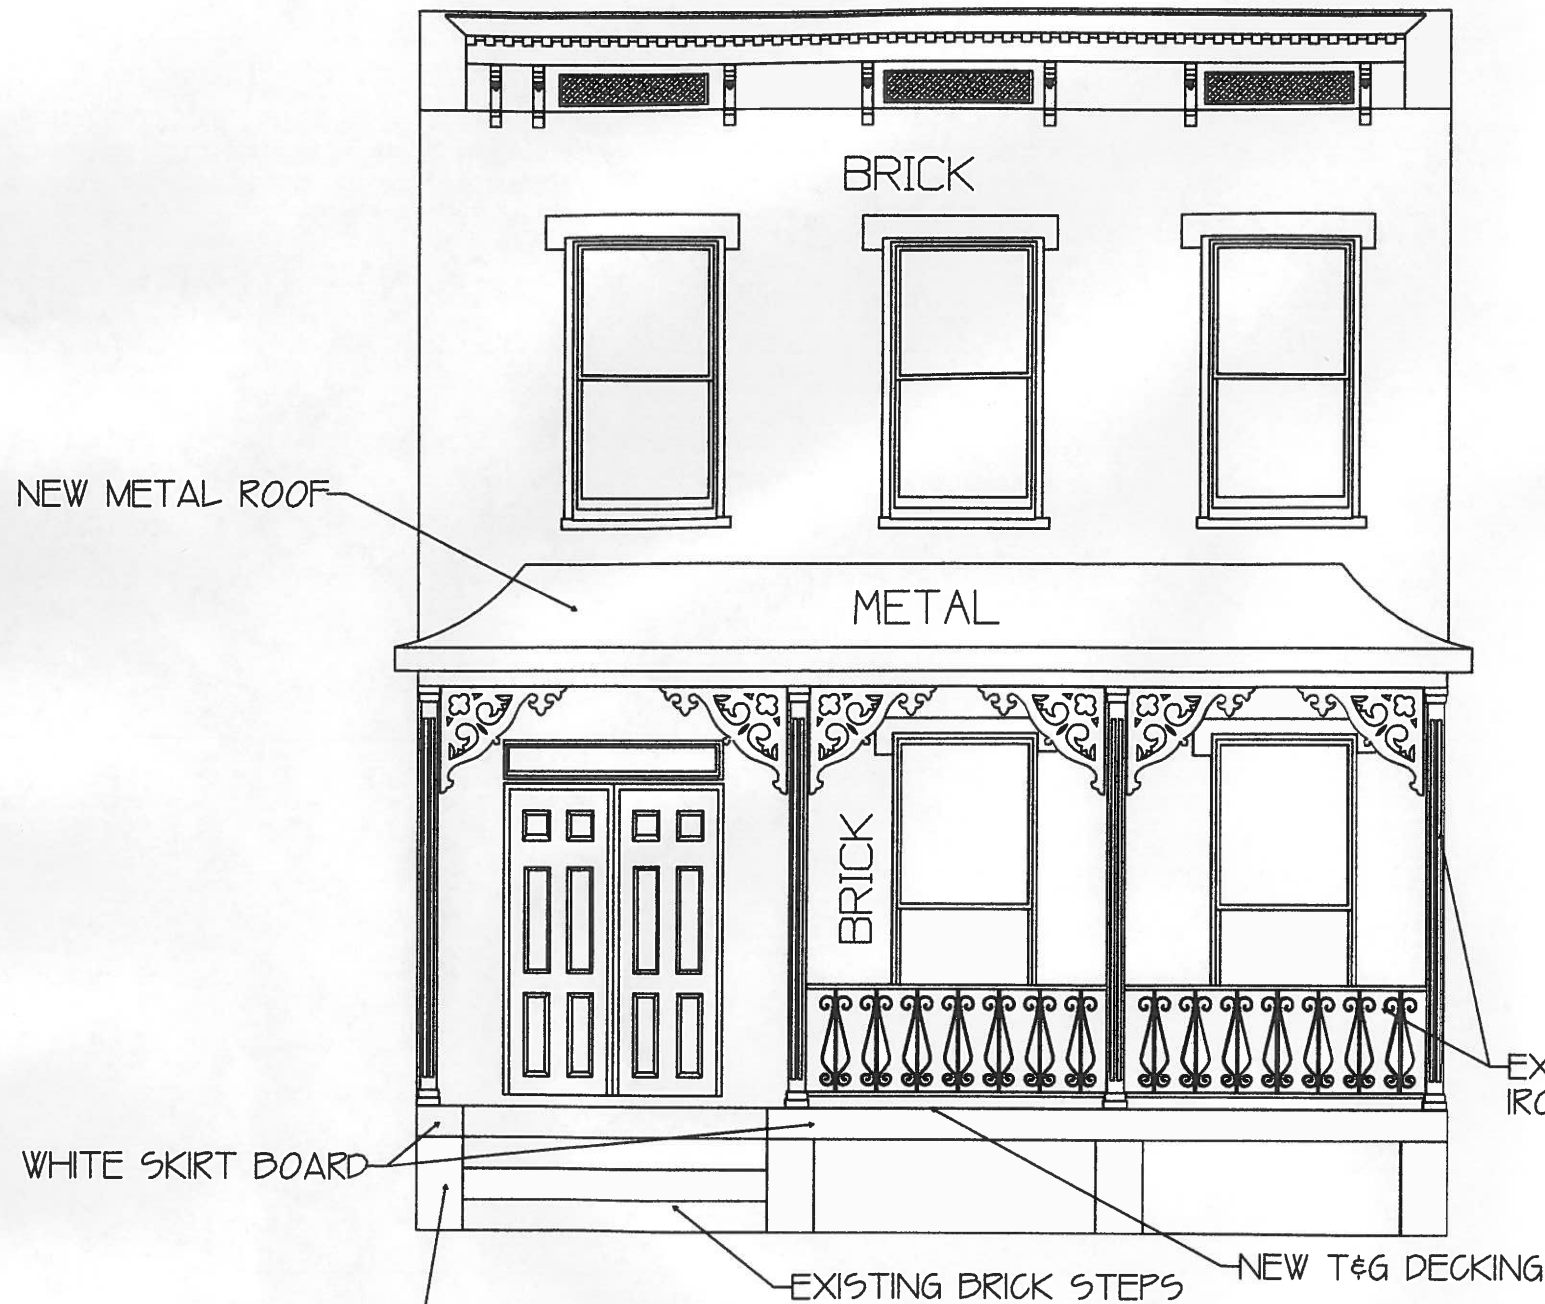 BRICK
NEW METAL ROOF
METAL
BRICK
WHITE SKIRT BOARD
EXISTING BRICK STEPS
NEW T&G DECKING